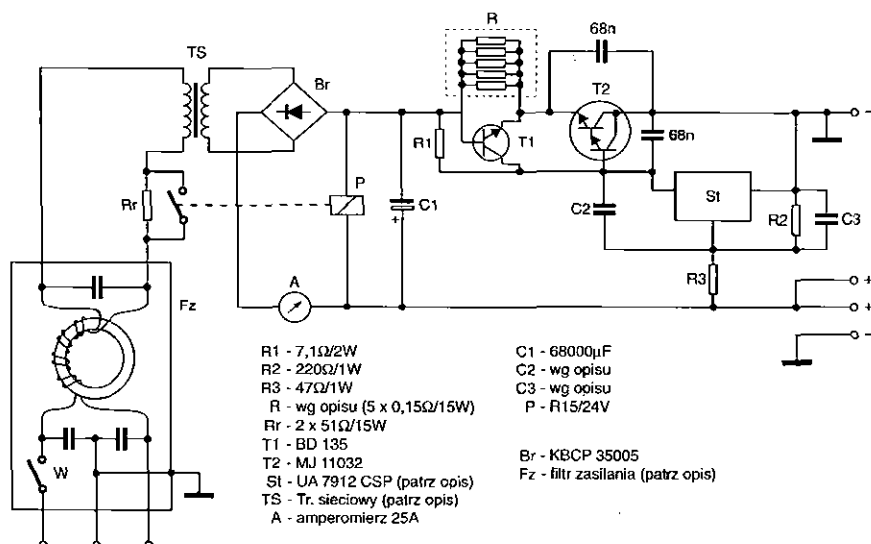 R
68n
TS
Br
T2
R1
T1
68n
P
Rr
C1
+
C2
St
R2
C3
R3
A
Fz
W
-
+
+
-
R1 - 7,1Ω/2W
R2 - 220Ω/1W
R3 - 47Ω/1W
R - wg opisu (5 x 0,15Ω/15W)
Rr - 2 x 51Ω/15W
T1 - BD 135
T2 - MJ 11032
St - UA 7912 CSP (patrz opis)
TS - Tr. sieciowy (patrz opis)
A - amperomierz 25A
C1 - 68000µF
C2 - wg opisu
C3 - wg opisu
P - R15/24V
Br - KBCP 35005
Fz - filtr zasilania (patrz opis)